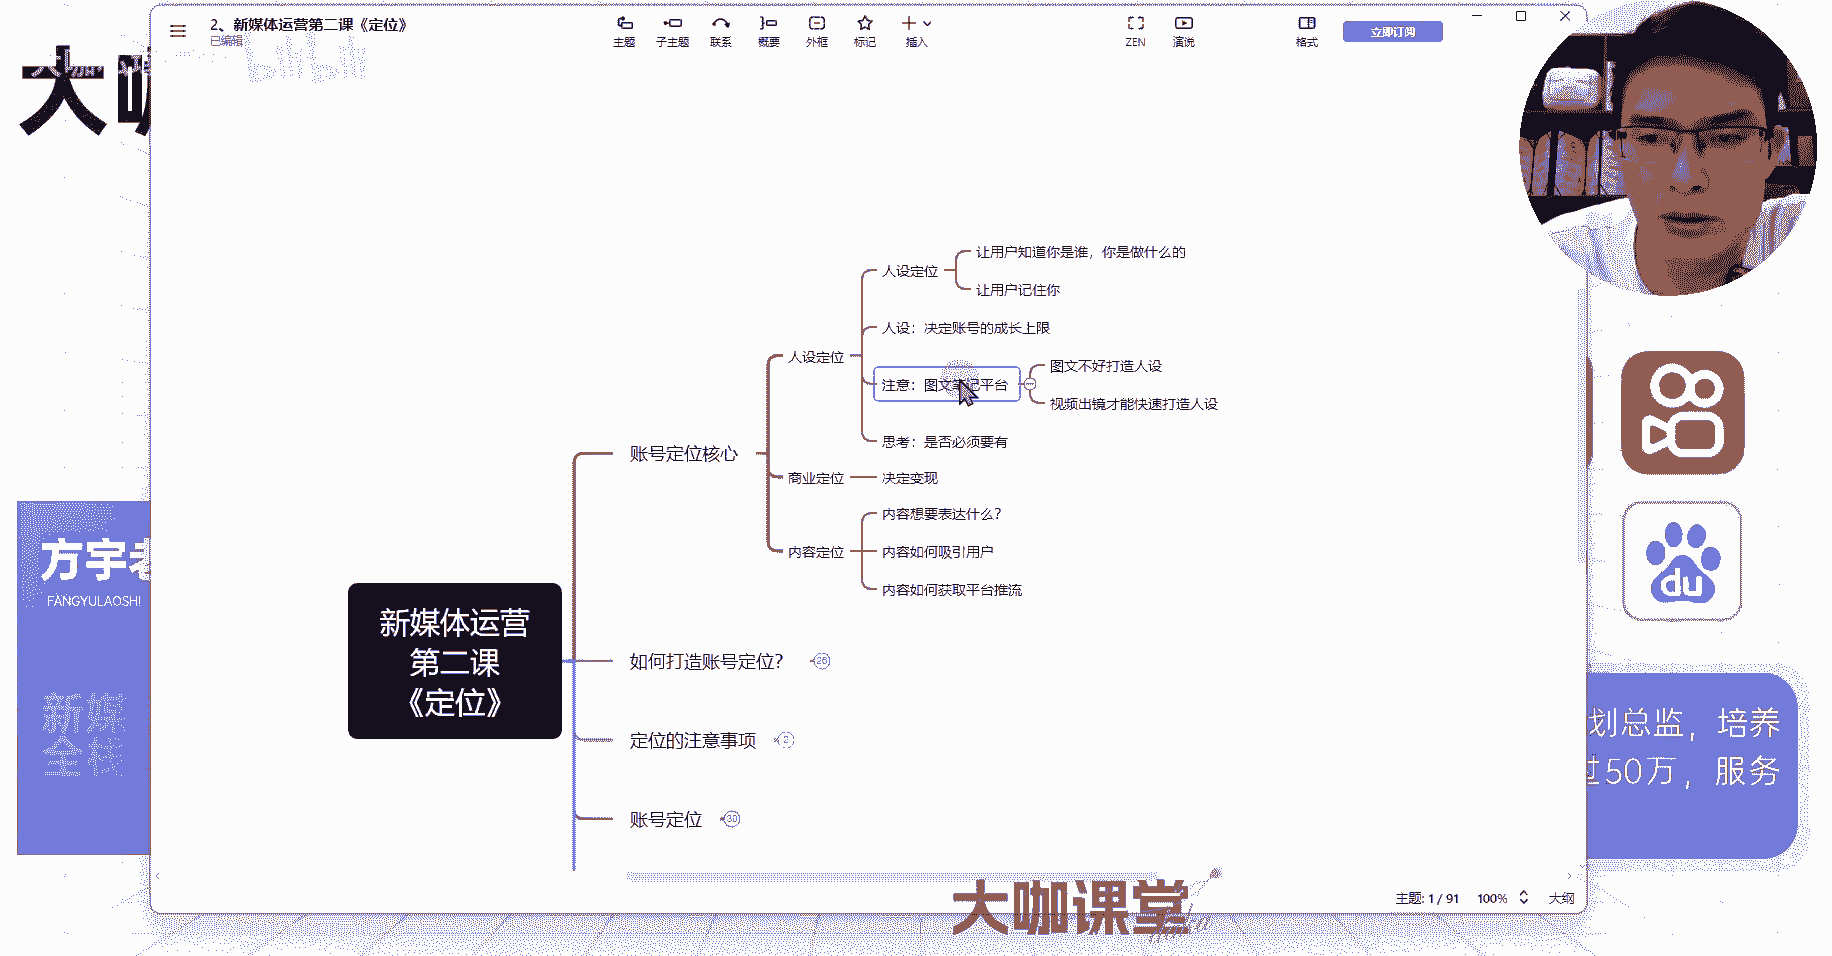 2、新媒体运营第二课《定位》
已编辑
主题
子主题
联系
概要
外框
标记
插入
ZEN
演说
格式
立即订阅
bilibili
大咖
让用户知道你是谁，你是做什么的
人设定位
让用户记住你
人设：决定账号的成长上限
人设定位
图文不好打造人设
注意：图文笔记平台
视频出镜才能快速打造人设
思考：是否必须要有
账号定位核心
商业定位
决定变现
内容想要表达什么？
内容定位
内容如何吸引用户
内容如何获取平台推流
方宇老
FANGYULAOSHI
du
新媒体运营
第二课
《定位》
如何打造账号定位？
26
新媒
全栈
划总监，培养
过50万，服务
定位的注意事项
2
账号定位
30
大咖课堂
主题: 1 / 91
100%
大纲